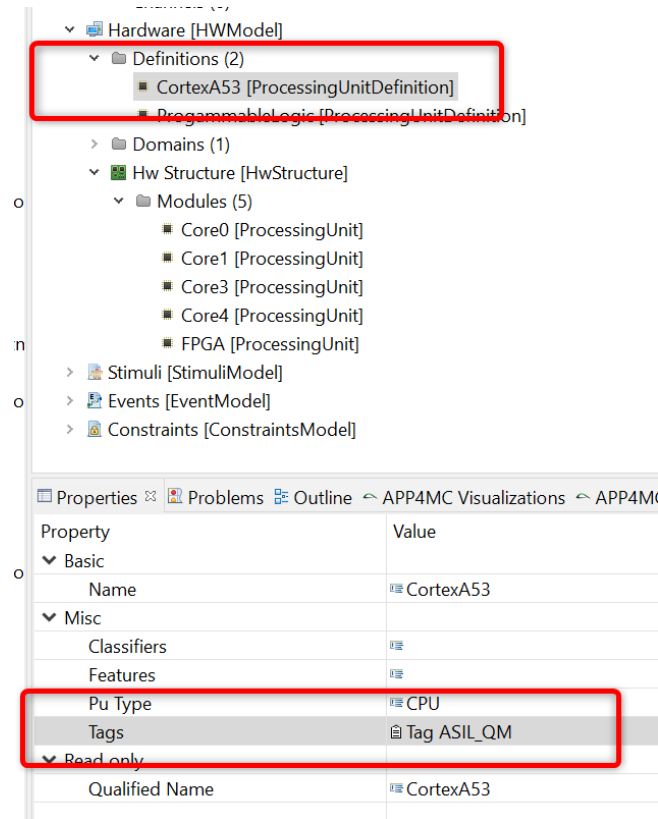 Hardware [HWModel]
Definitions (2)
CortexA53 [ProcessingUnitDefinition]
ProgammableLogic [ProcessingUnitDefinition]
Domains (1)
Hw Structure [HwStructure]
Modules (5)
Core0 [ProcessingUnit]
Core1 [ProcessingUnit]
Core3 [ProcessingUnit]
Core4 [ProcessingUnit]
FPGA [ProcessingUnit]
Stimuli [StimuliModel]
Events [EventModel]
Constraints [ConstraintsModel]
Properties Problems Outline APP4MC Visualizations APP4MC
Property Value
Basic
Name CortexA53
Misc
Classifiers
Features
Pu Type CPU
Tags Tag ASIL_QM
Read only
Qualified Name CortexA53